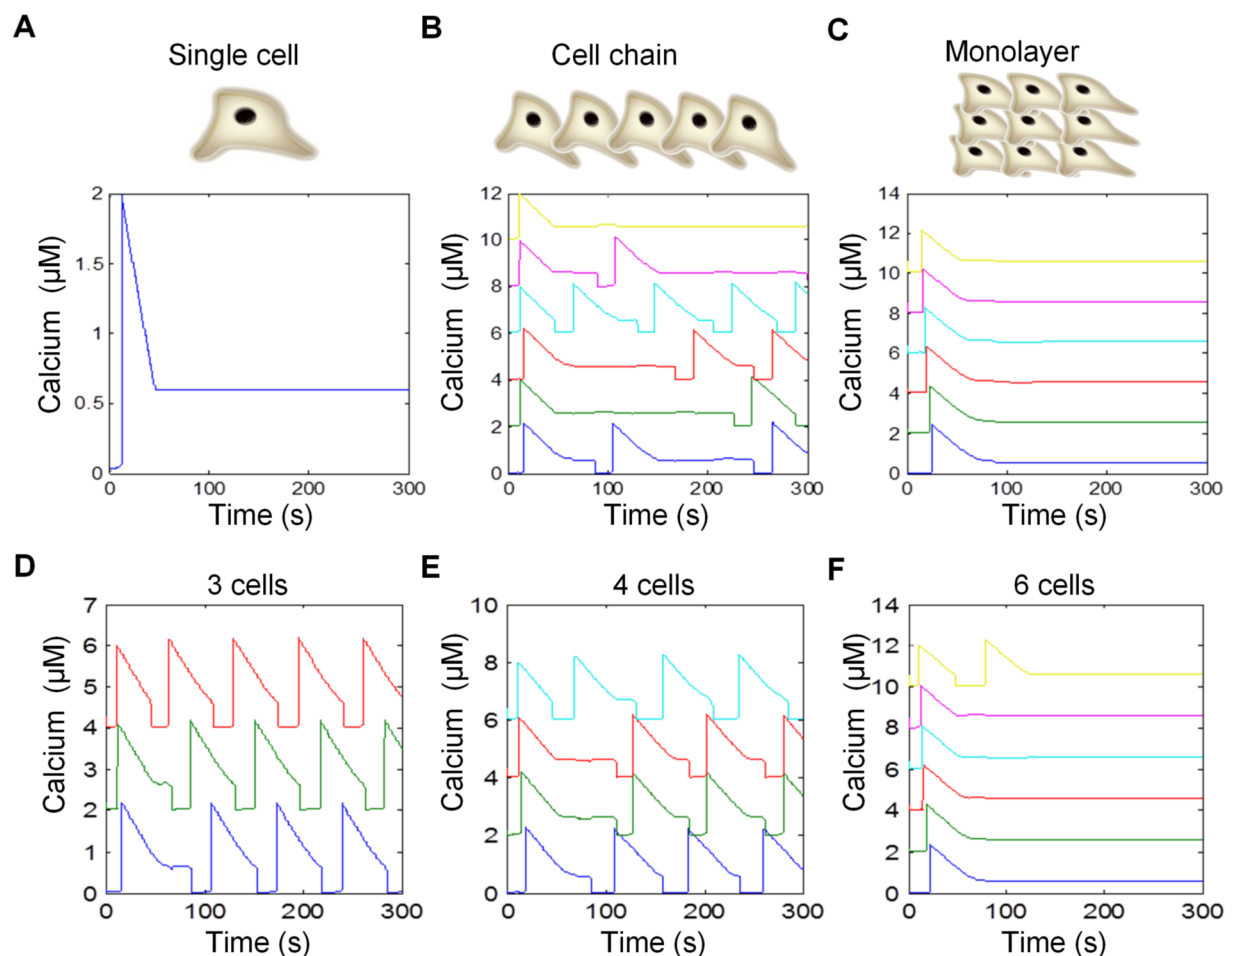 A
Single cell
Calcium (µM)
2
1.5
1
0.5
0
0 100 200 300
Time (s)
B
Cell chain
Calcium (µM)
12
10
8
6
4
2
0
0 100 200 300
Time (s)
C
Monolayer
Calcium (µM)
14
12
10
8
6
4
2
0
0 100 200 300
Time (s)
D
3 cells
Calcium (µM)
7
6
5
4
3
2
1
0
0 100 200 300
Time (s)
E
4 cells
Calcium (µM)
10
8
6
4
2
0
0 100 200 300
Time (s)
F
6 cells
Calcium (µM)
14
12
10
8
6
4
2
0
0 100 200 300
Time (s)